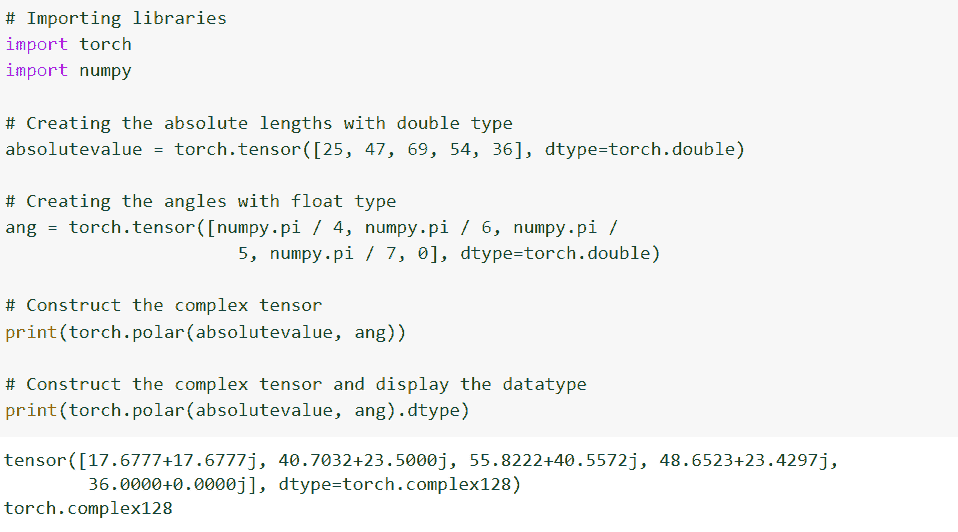 # Importing libraries
import torch
import numpy
# Creating the absolute lengths with double type
absolutevalue = torch.tensor([25, 47, 69, 54, 36], dtype=torch.double)
# Creating the angles with float type
ang = torch.tensor([numpy.pi / 4, numpy.pi / 6, numpy.pi /
5, numpy.pi / 7, 0], dtype=torch.double)
# Construct the complex tensor
print(torch.polar(absolutevalue, ang))
# Construct the complex tensor and display the datatype
print(torch.polar(absolutevalue, ang).dtype)
tensor([17.6777+17.6777j, 40.7032+23.5000j, 55.8222+40.5572j, 48.6523+23.4297j,
36.0000+0.0000j], dtype=torch.complex128)
torch.complex128